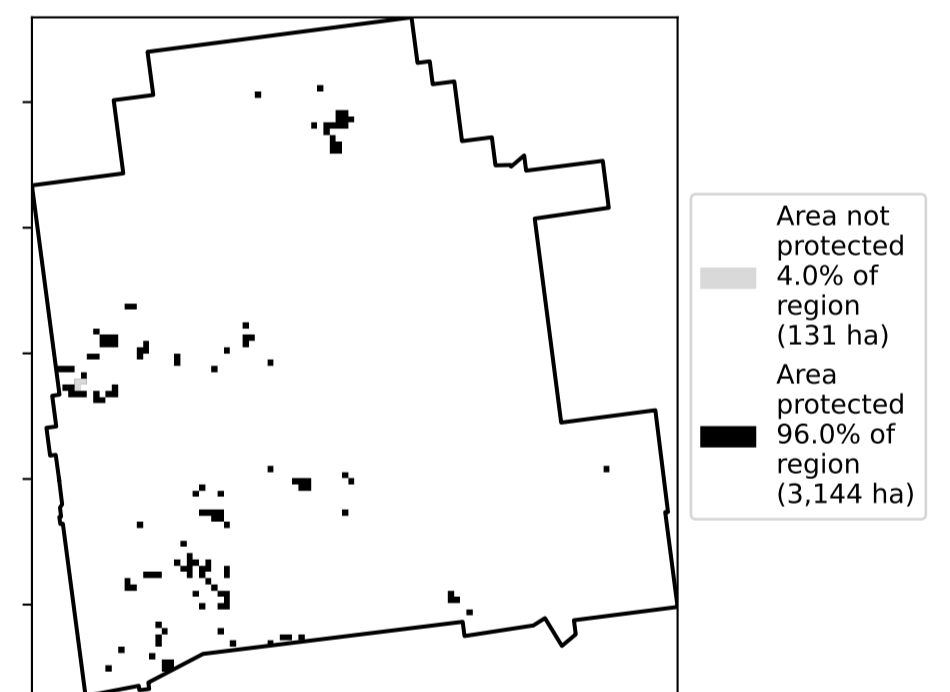 Area not
protected
4.0% of
region
(131 ha)
Area
protected
96.0% of
region
(3,144 ha)